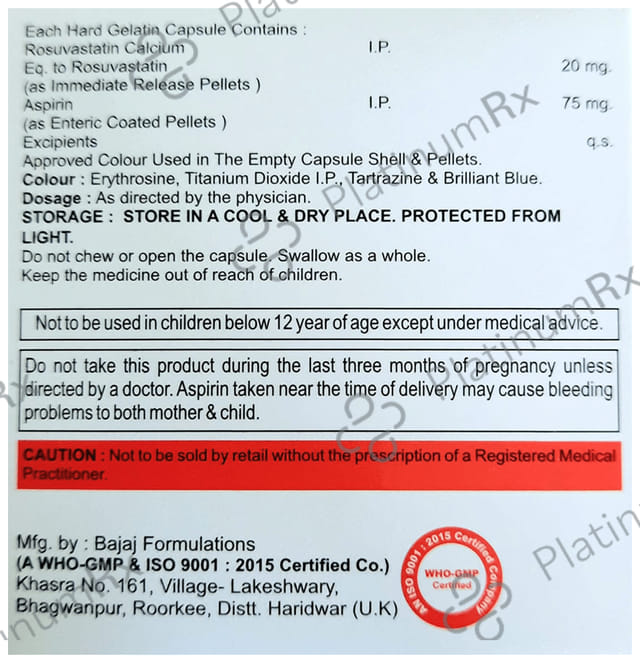 Each Hard Gelatin Capsule Contains :
Rosuvastatin Calcium I.P.
Eq. to Rosuvastatin 20 mg.
(as Immediate Release Pellets )
Aspirin I.P. 75 mg.
(as Enteric Coated Pellets )
Excipients q.s.
Approved Colour Used in The Empty Capsule Shell & Pellets.
Colour : Erythrosine, Titanium Dioxide I.P., Tartrazine & Brilliant Blue.
Dosage : As directed by the physician.
STORAGE : STORE IN A COOL & DRY PLACE. PROTECTED FROM
LIGHT.
Do not chew or open the capsule. Swallow as a whole.
Keep the medicine out of reach of children.
Not to be used in children below 12 year of age except under medical advice.
Do not take this product during the last three months of pregnancy unless
directed by a doctor. Aspirin taken near the time of delivery may cause bleeding
problems to both mother & child.
CAUTION : Not to be sold by retail without the prescription of a Registered Medical
Practitioner.
Mfg. by : Bajaj Formulations
(A WHO-GMP & ISO 9001 : 2015 Certified Co.)
Khasra No. 161, Village- Lakeshwary,
Bhagwanpur, Roorkee, Distt. Haridwar (U.K)
AN ISO 9001 : 2015 Certified Company
WHO-GMP
Certified
PlatinumRx
PlatinumRx
PlatinumRx
Platinu
Rx